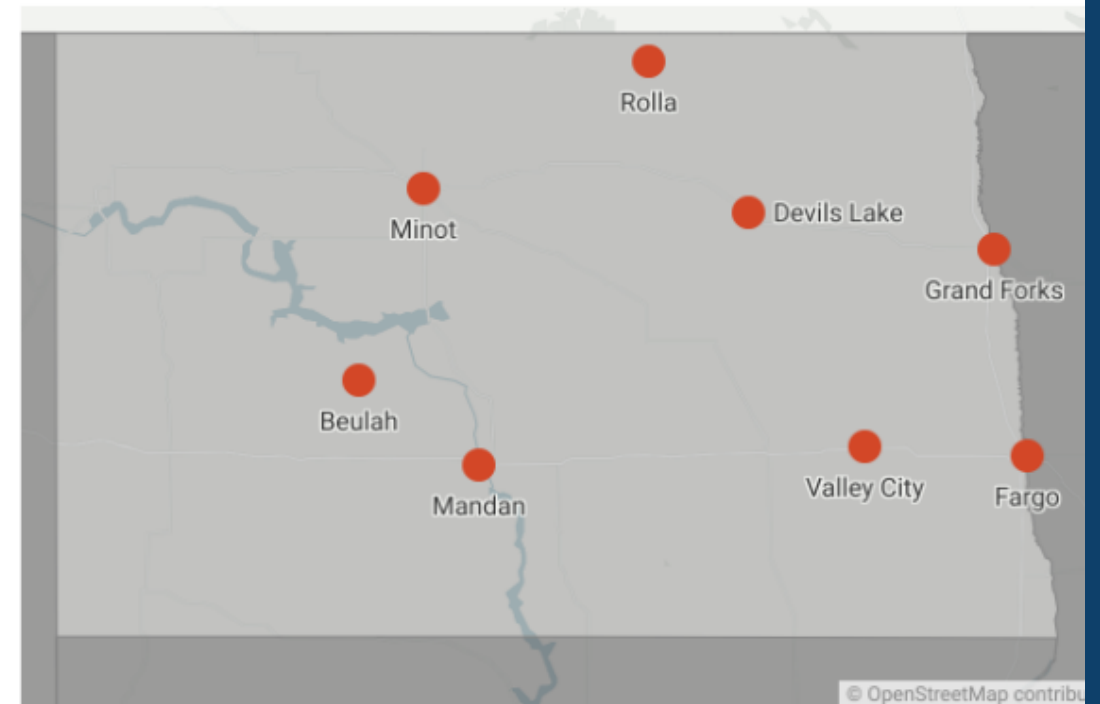 Rolla
Minot
Devils Lake
Grand Forks
Beulah
Mandan
Valley City
Fargo
© OpenStreetMap contribu